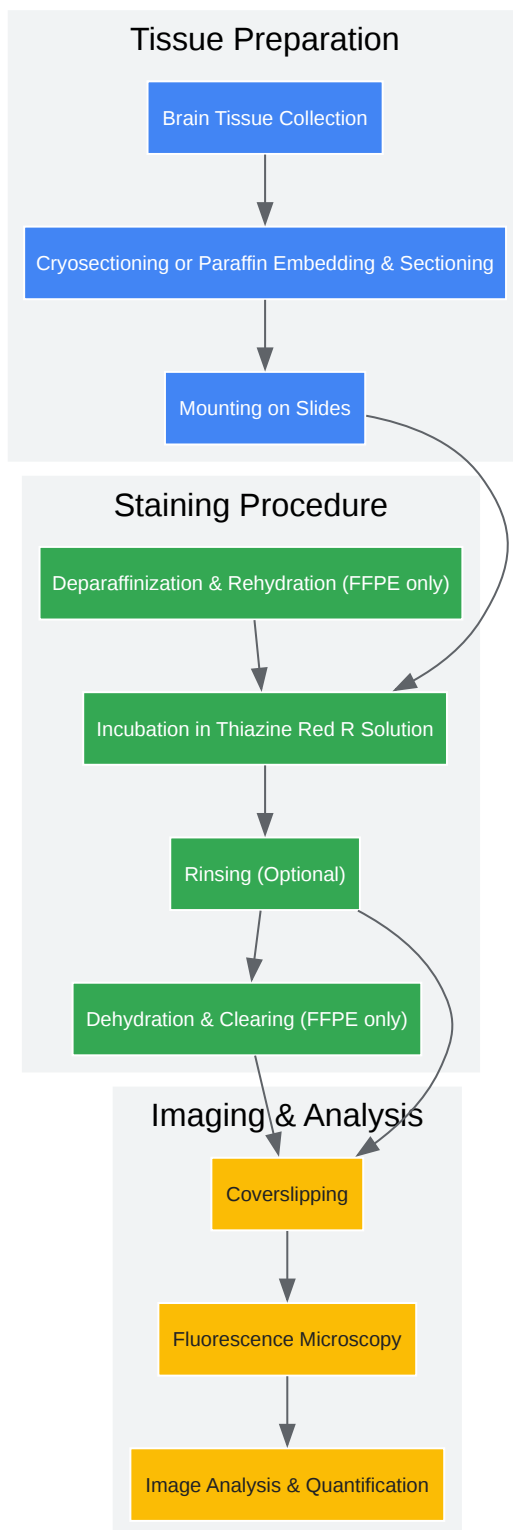 Tissue Preparation
Brain Tissue Collection
Cryosectioning or Paraffin Embedding & Sectioning
Mounting on Slides
Staining Procedure
Deparaffinization & Rehydration (FFPE only)
Incubation in Thiazine Red R Solution
Rinsing (Optional)
Dehydration & Clearing (FFPE only)
Imaging & Analysis
Coverslipping
Fluorescence Microscopy
Image Analysis & Quantification